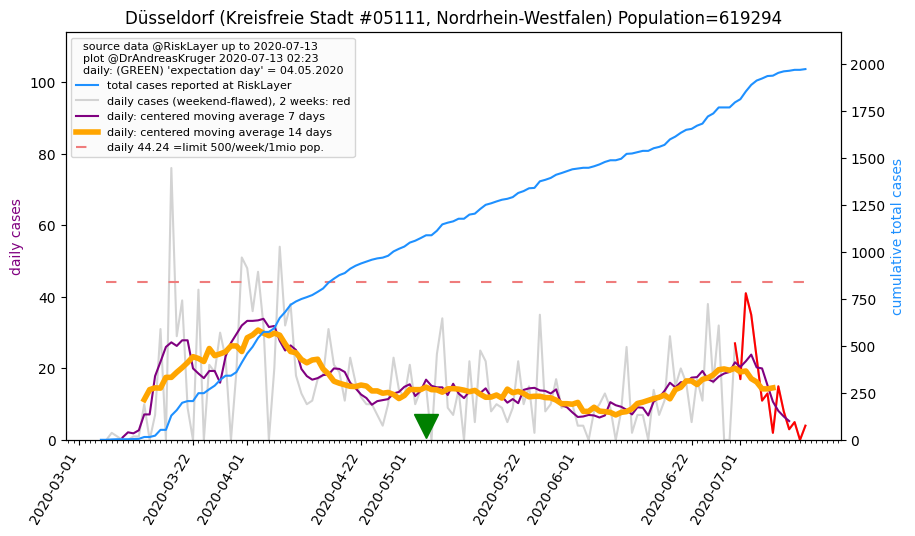 Düsseldorf (Kreisfreie Stadt #05111, Nordrhein-Westfalen) Population=619294
source data @RiskLayer up to 2020-07-13
plot @DrAndreasKruger 2020-07-13 02:23
daily: (GREEN) 'expectation day' = 04.05.2020
total cases reported at RiskLayer
daily cases (weekend-flawed), 2 weeks: red
daily: centered moving average 7 days
daily: centered moving average 14 days
daily 44.24 =limit 500/week/1mio pop.
daily cases
100
80
60
40
20
0
cumulative total cases
2000
1750
1500
1250
1000
750
500
250
0
2020-03-01
2020-03-22
2020-04-01
2020-04-22
2020-05-01
2020-05-22
2020-06-01
2020-06-22
2020-07-01